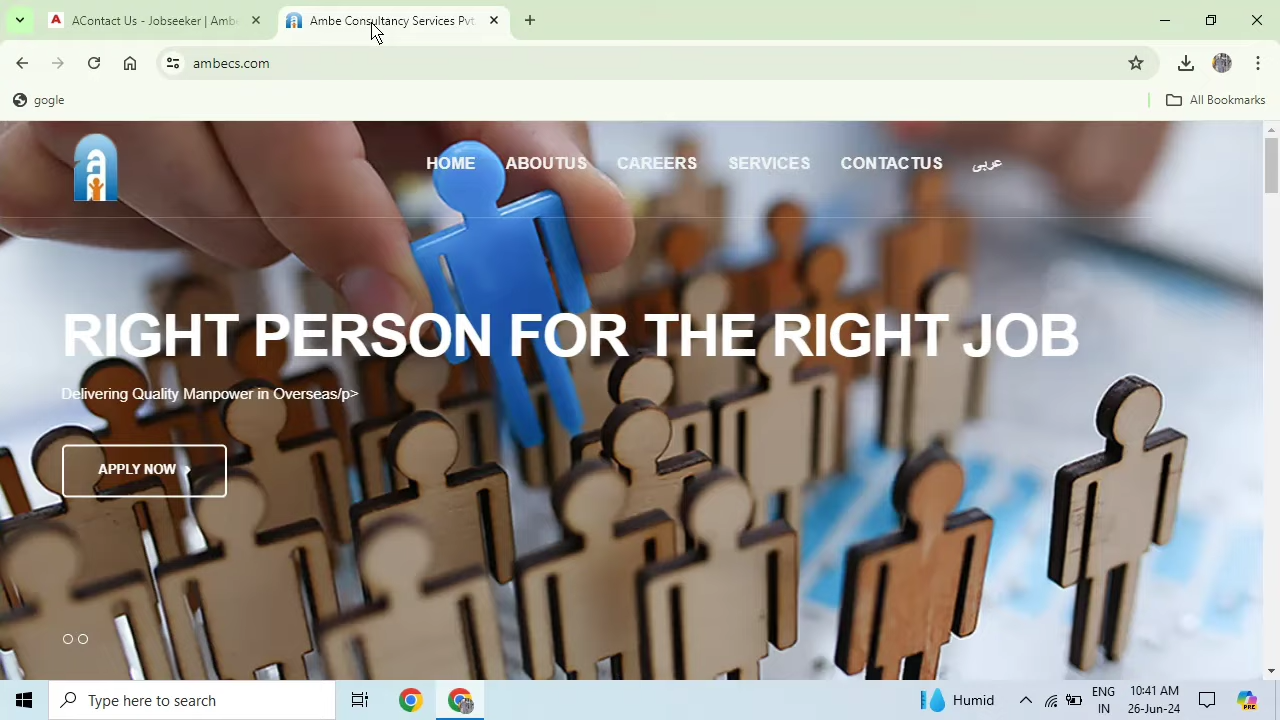 AContact Us - Jobseeker | Amb
Ambe Consultancy Services Pvt
ambecs.com
gogle
All Bookmarks
a
HOME ABOUTUS CAREERS SERVICES CONTACTUS عربى
RIGHT PERSON FOR THE RIGHT JOB
Delivering Quality Manpower in Overseas/p>
APPLY NOW ›
Type here to search
Humid
ENG
IN
10:41 AM
26-Jun-24
PRE